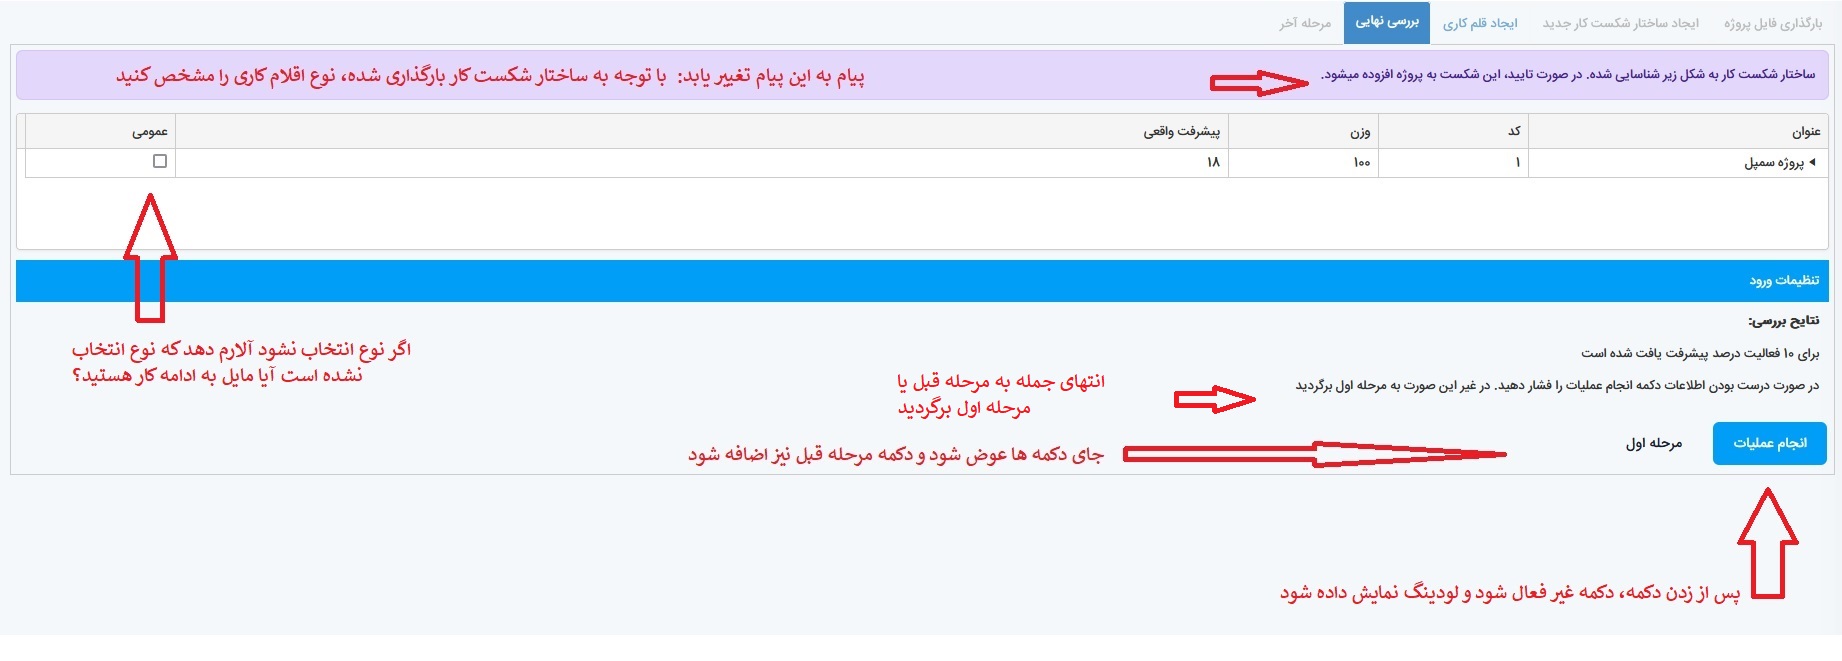 بارگذاری فایل پروژه
ایجاد ساختار شکست کار جدید
ایجاد قلم کاری
بررسی نهایی
مرحله آخر
ساختار شکست کار به شکل زیر شناسایی شده. در صورت تایید، این شکست به پروژه افزوده میشود.
پیام به این پیام تغییر یابد: با توجه به ساختار شکست کار بارگذاری شده، نوع اقلام کاری را مشخص کنید
عنوان
کد
وزن
پیشرفت واقعی
عمومی
پروژه سمپل
۱
۱۰۰
۱۸
تنظیمات ورود
نتایج بررسی:
اگر نوع انتخاب نشود آلارم دهد که نوع انتخاب
نشده است آیا مایل به ادامه کار هستید؟
برای ۱۰ فعالیت درصد پیشرفت یافت شده است
در صورت درست بودن اطلاعات دکمه انجام عملیات را فشار دهید. در غیر این صورت به مرحله اول برگردید
انتهای جمله به مرحله قبل یا
مرحله اول برگردید
انجام عملیات
مرحله اول
جای دکمه ها عوض شود و دکمه مرحله قبل نیز اضافه شود
پس از زدن دکمه، دکمه غیر فعال شود و لودینگ نمایش داده شود